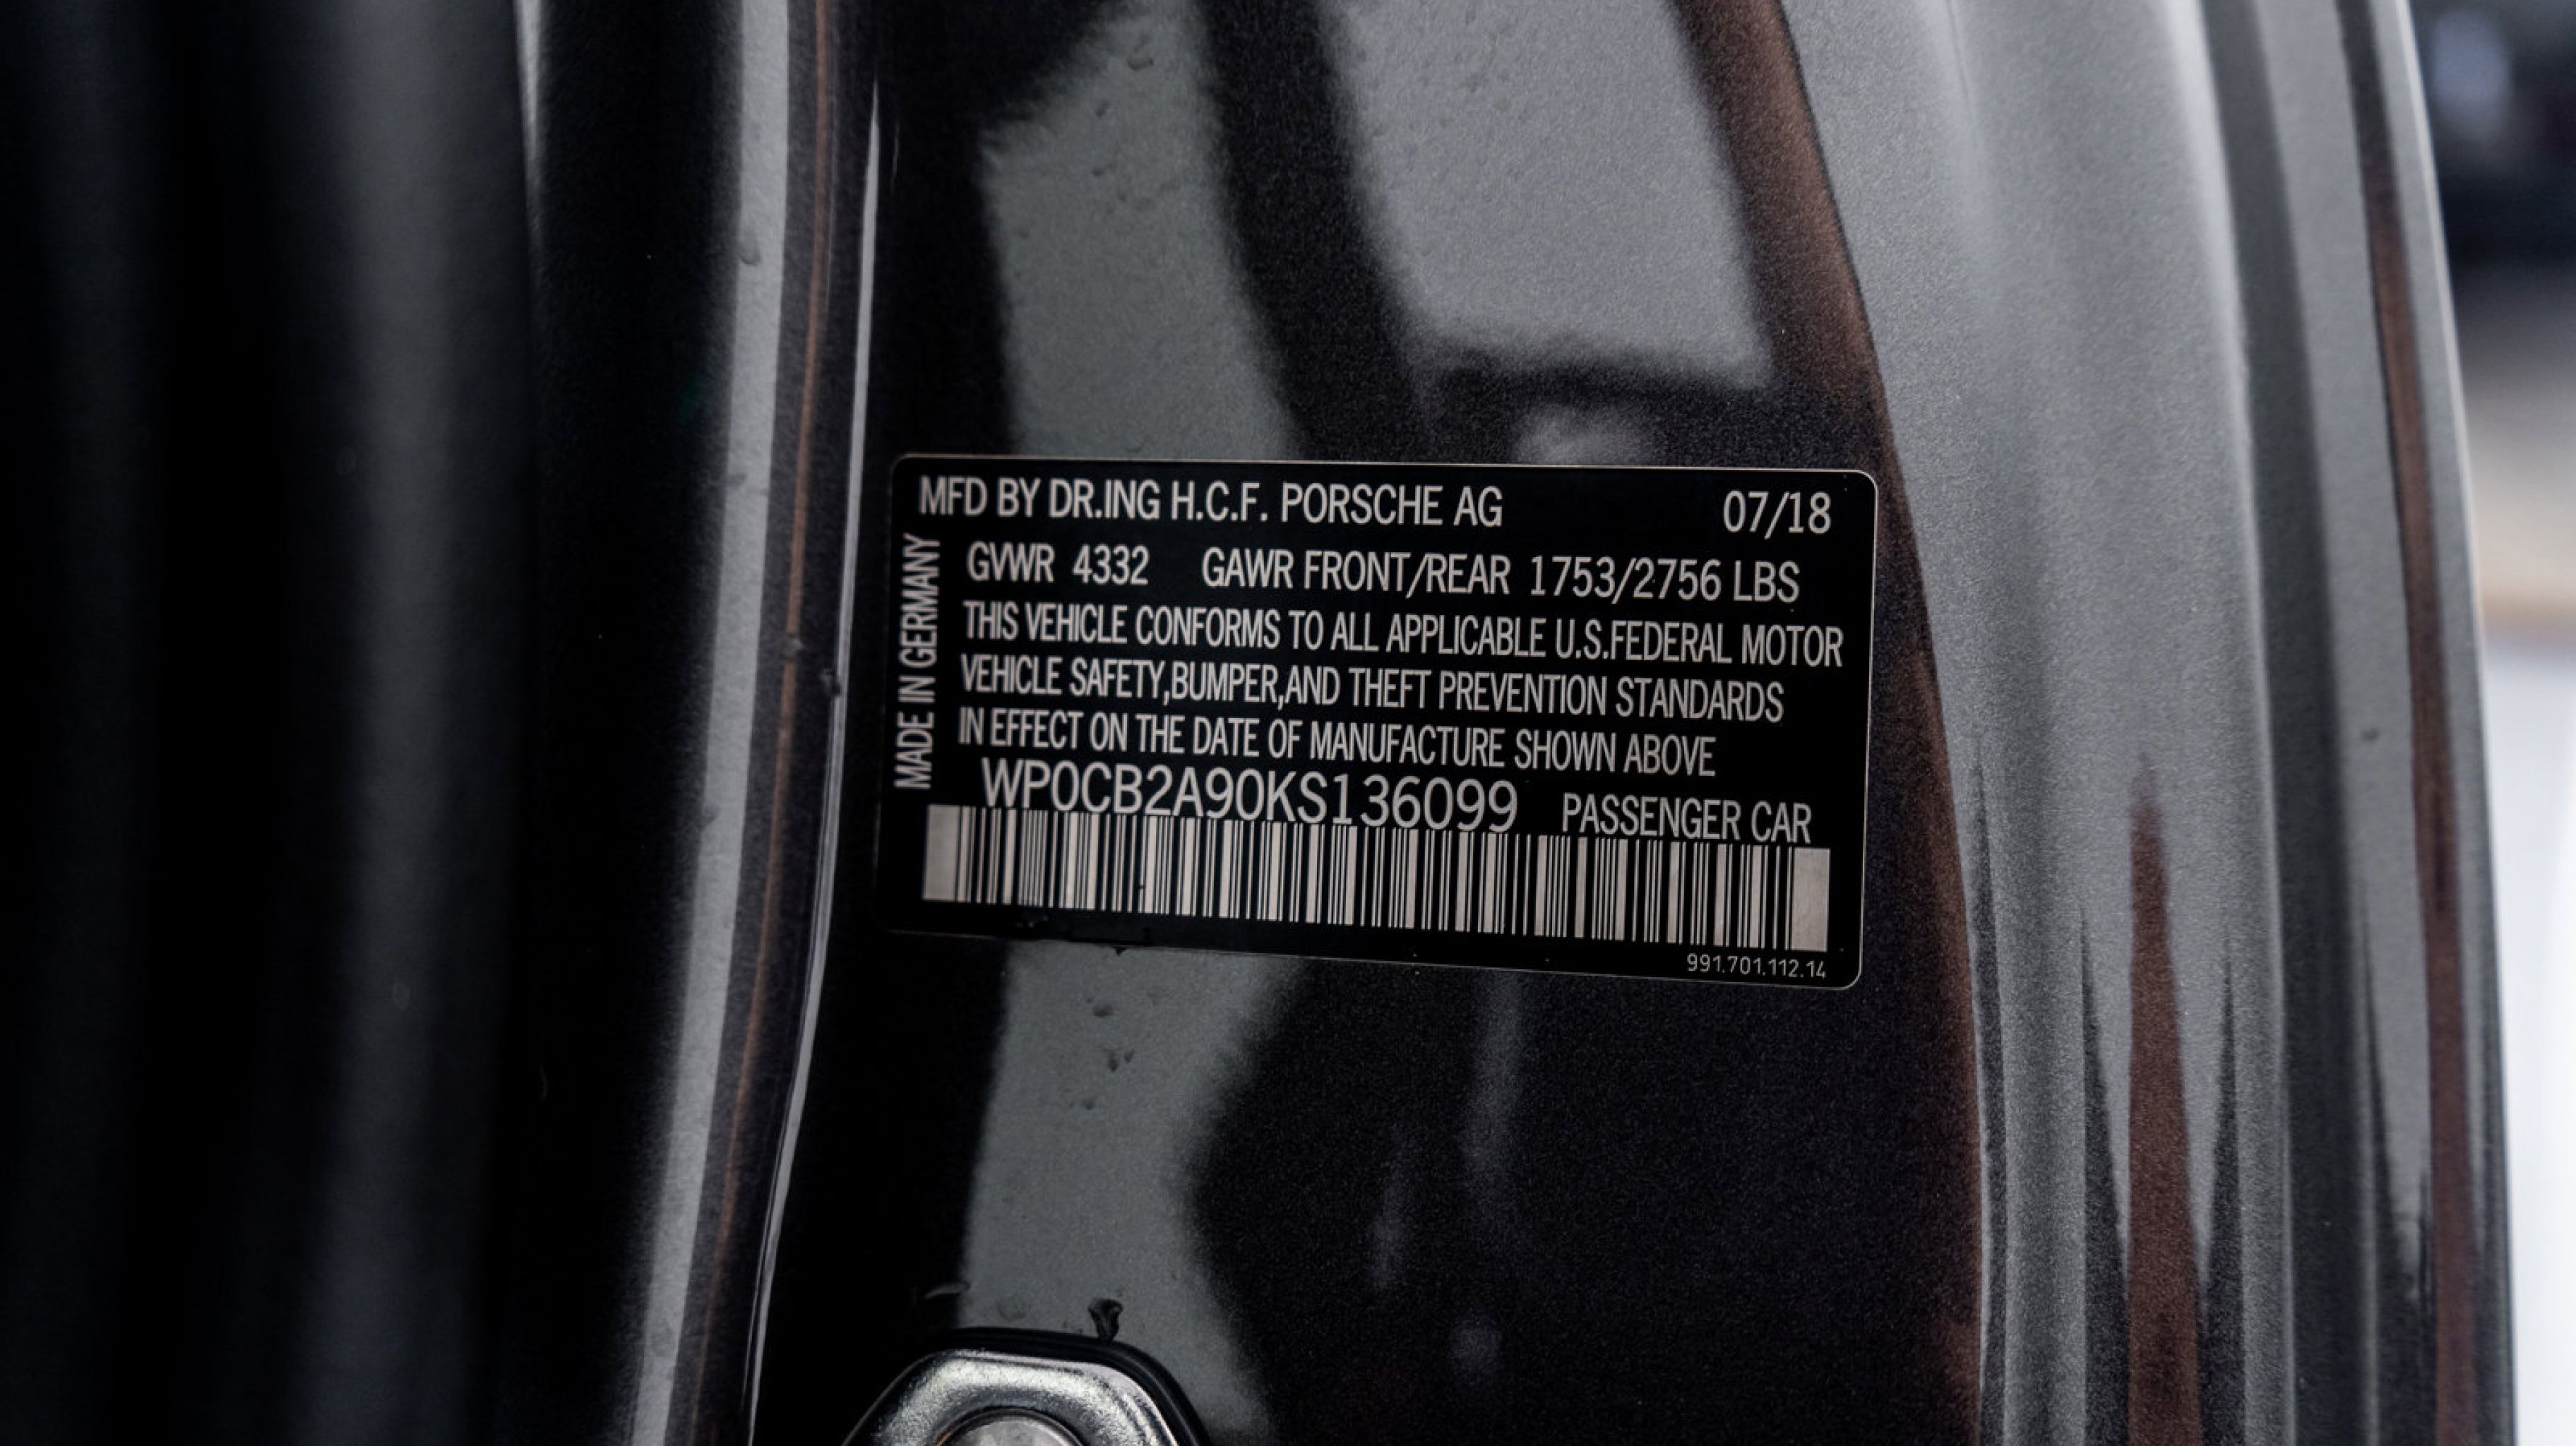 MFD BY DR.ING H.C.F. PORSCHE AG 07/18
MADE IN GERMANY
GVWR 4332 GAWR FRONT/REAR 1753/2756 LBS
THIS VEHICLE CONFORMS TO ALL APPLICABLE U.S.FEDERAL MOTOR
VEHICLE SAFETY,BUMPER,AND THEFT PREVENTION STANDARDS
IN EFFECT ON THE DATE OF MANUFACTURE SHOWN ABOVE
WP0CB2A90KS136099 PASSENGER CAR
991.701.112.14